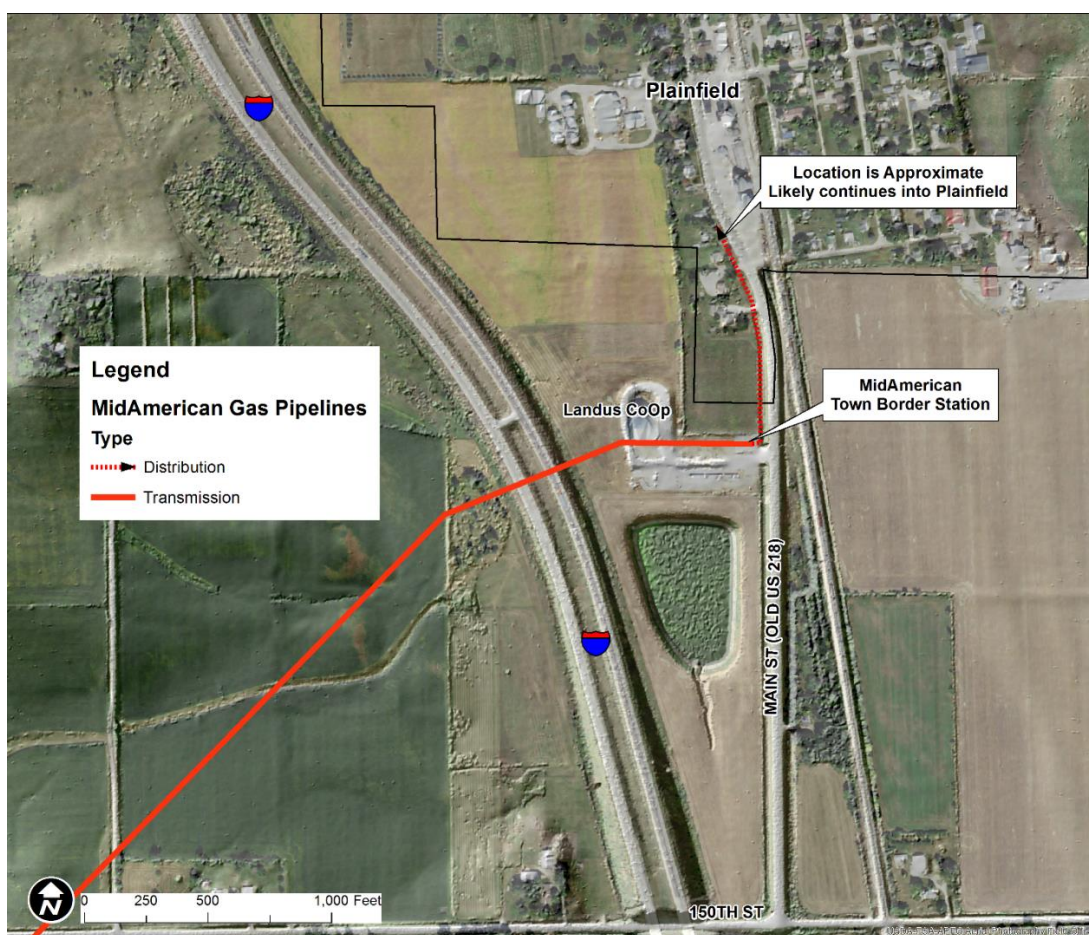 Plainfield
Location is Approximate
Likely continues into Plainfield
Legend
MidAmerican Gas Pipelines
Type
Distribution
Transmission
Landus CoOp
MidAmerican
Town Border Station
MAIN ST (OLD US 218)
N
0 250 500 1,000 Feet
150TH ST